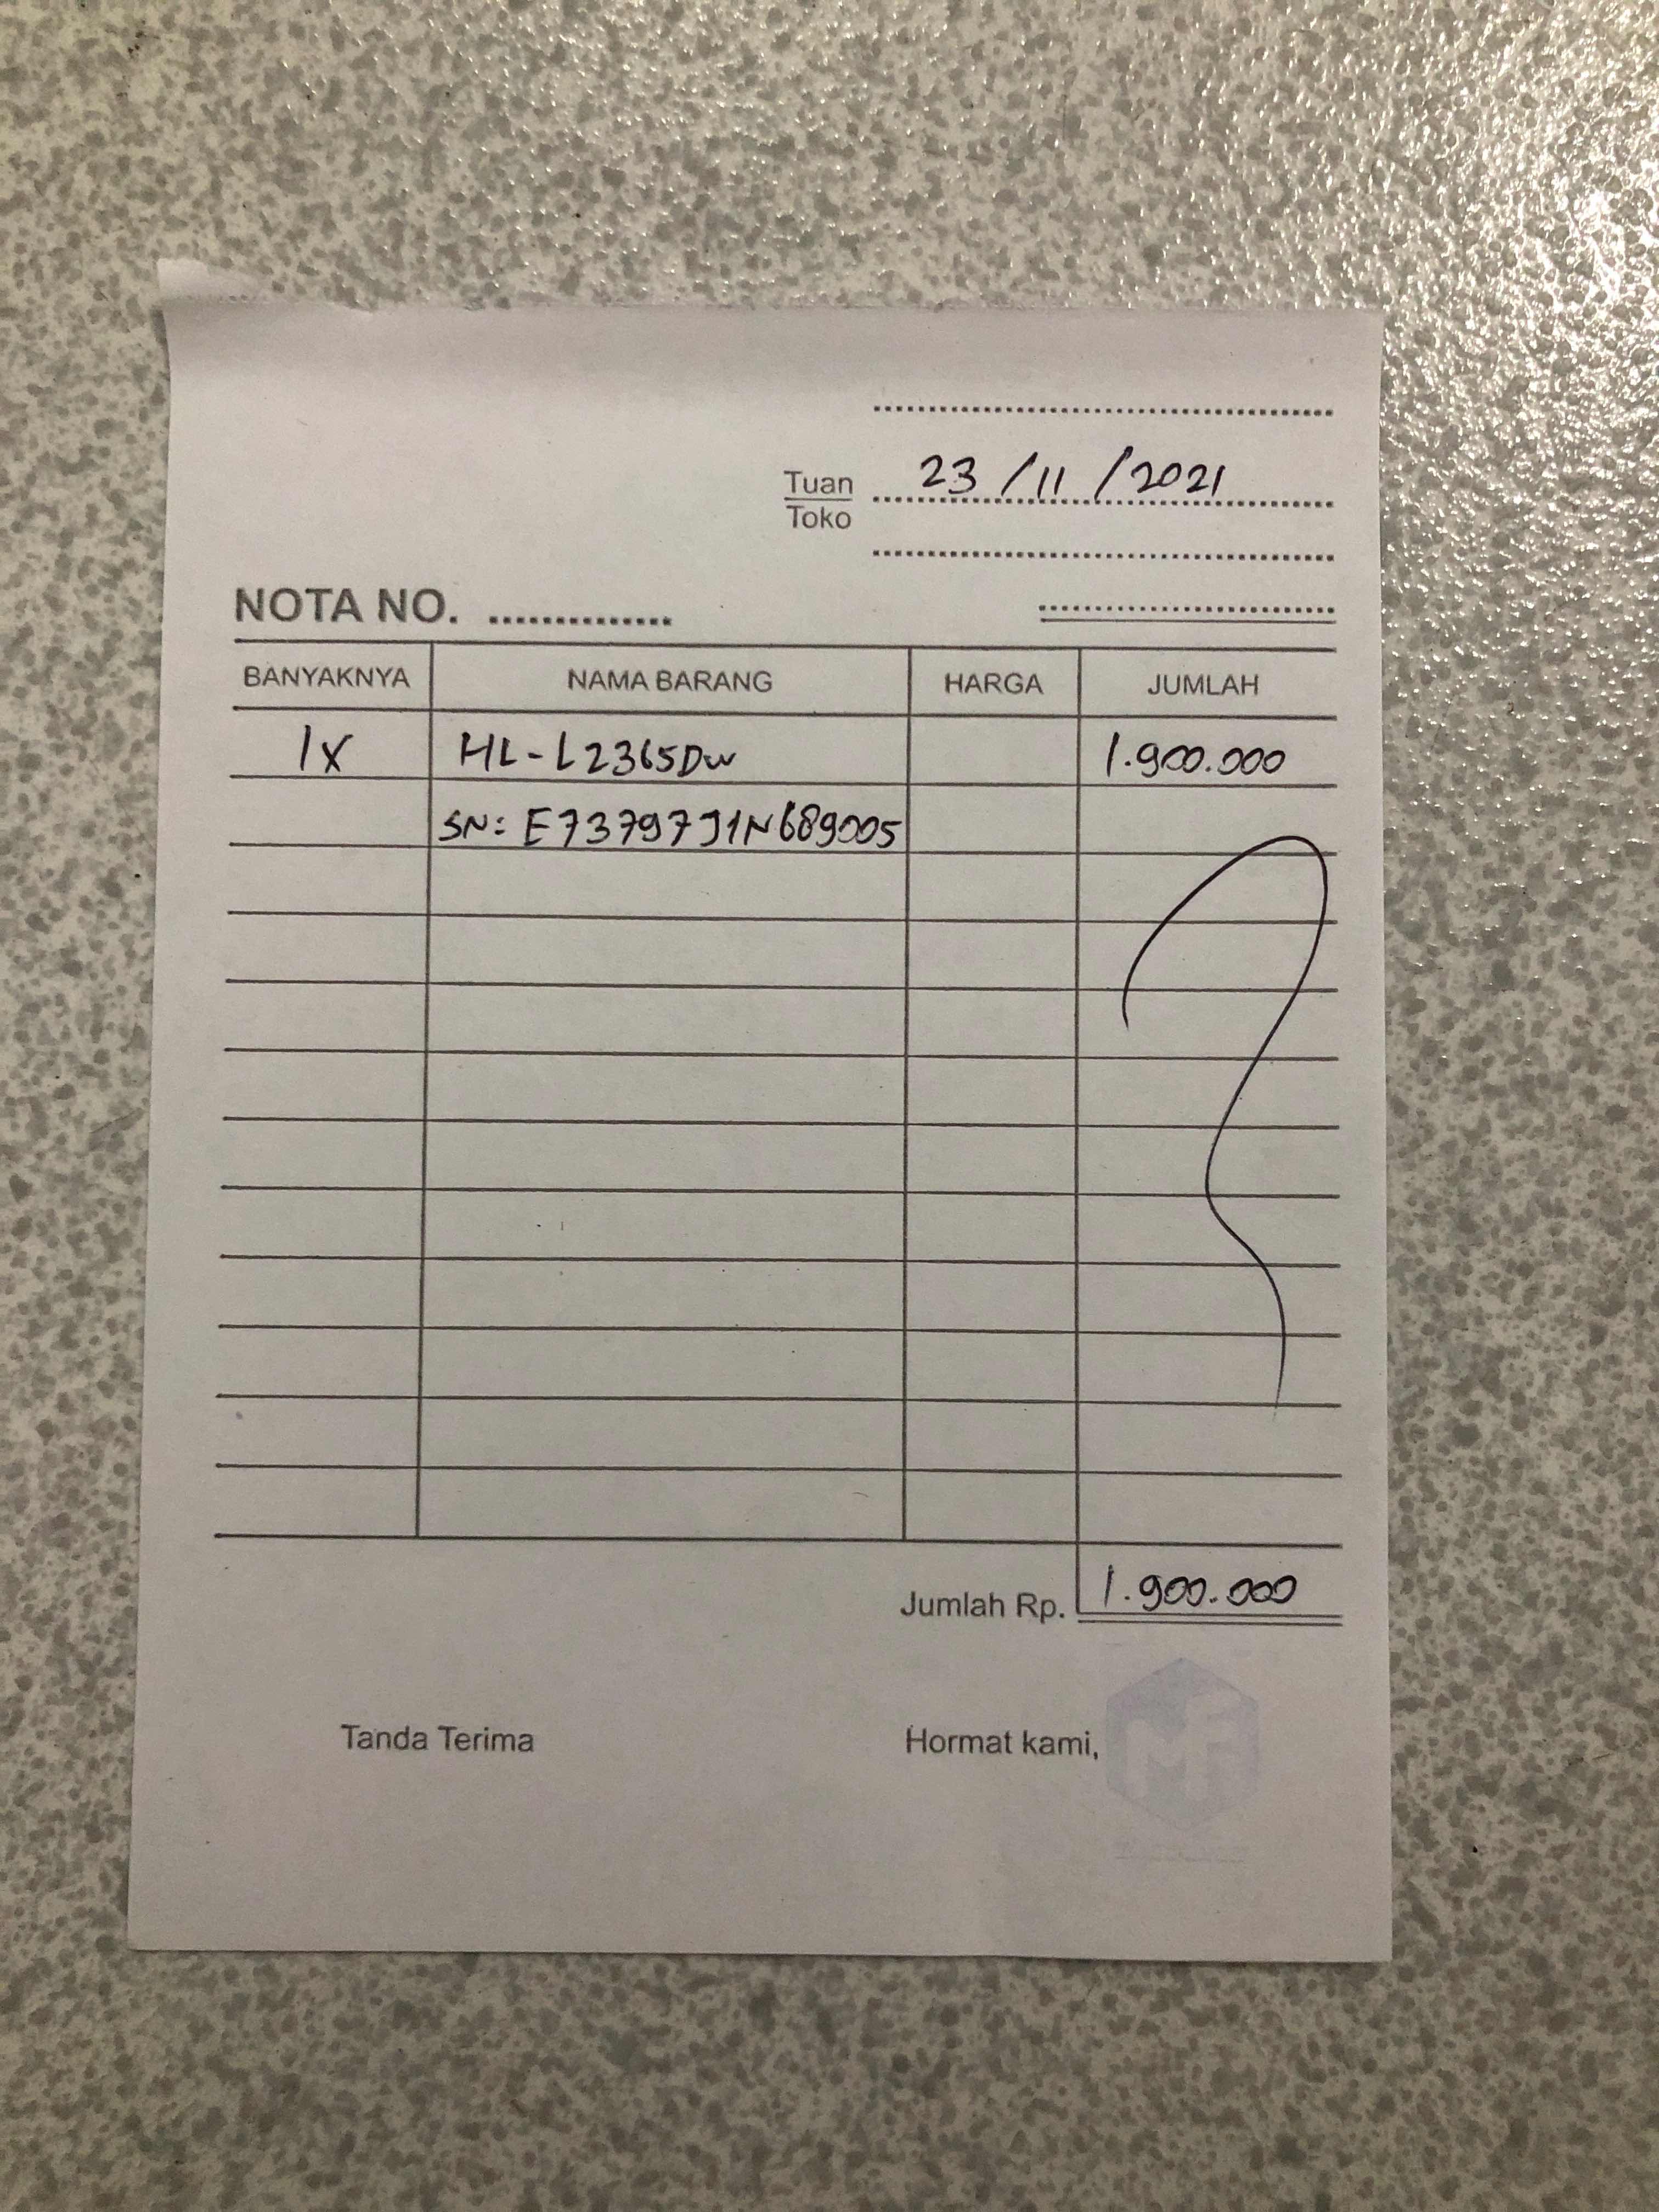 23/11/2021
Tuan
Toko
NOTA NO. ..............
BANYAKNYA NAMA BARANG HARGA JUMLAH
1x HL-L2365DW 1.900.000
SN: E73797J1N689005
Jumlah Rp. 1.900.000
Tanda Terima Hormat kami,